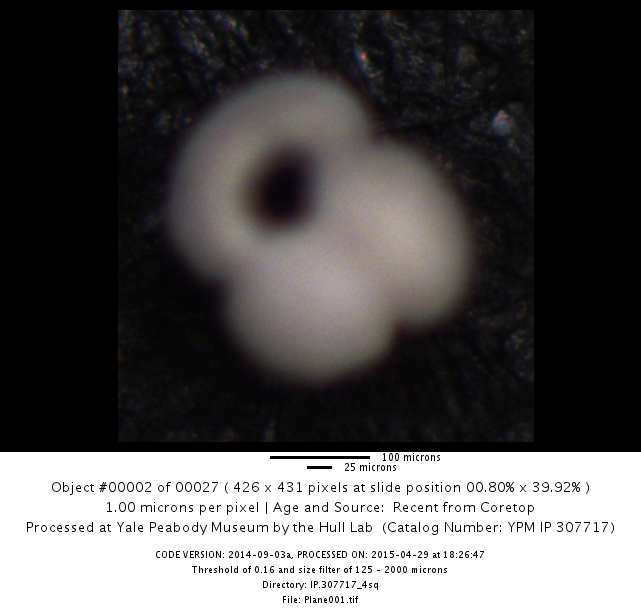 100 microns
25 microns
Object #00002 of 00027 ( 426 x 431 pixels at slide position 00.80% x 39.92% )
1.00 microns per pixel | Age and Source: Recent from Coretop
Processed at Yale Peabody Museum by the Hull Lab (Catalog Number: YPM IP 307717)
CODE VERSION: 2014-09-03a, PROCESSED ON: 2015-04-29 at 18:26:47
Threshold of 0.16 and size filter of 125 - 2000 microns
Directory: IP.307717_4sq
File: Plane001.tif